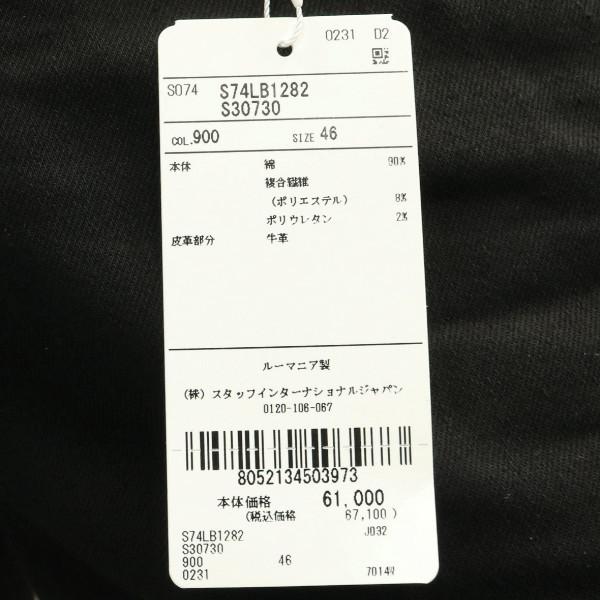 0231 D2
S074 S74LB1282
S30730
COL.900 SIZE 46
本体 綿 90%
複合繊維
(ポリエステル) 8%
ポリウレタン 2%
皮革部分 牛革
ルーマニア製
(株)スタッフインターナショナルジャパン
0120-106-067
8052134503973
本体価格 61,000
(税込価格 67,100)
S74LB1282 J032
S30730
900 46
0231 7014W